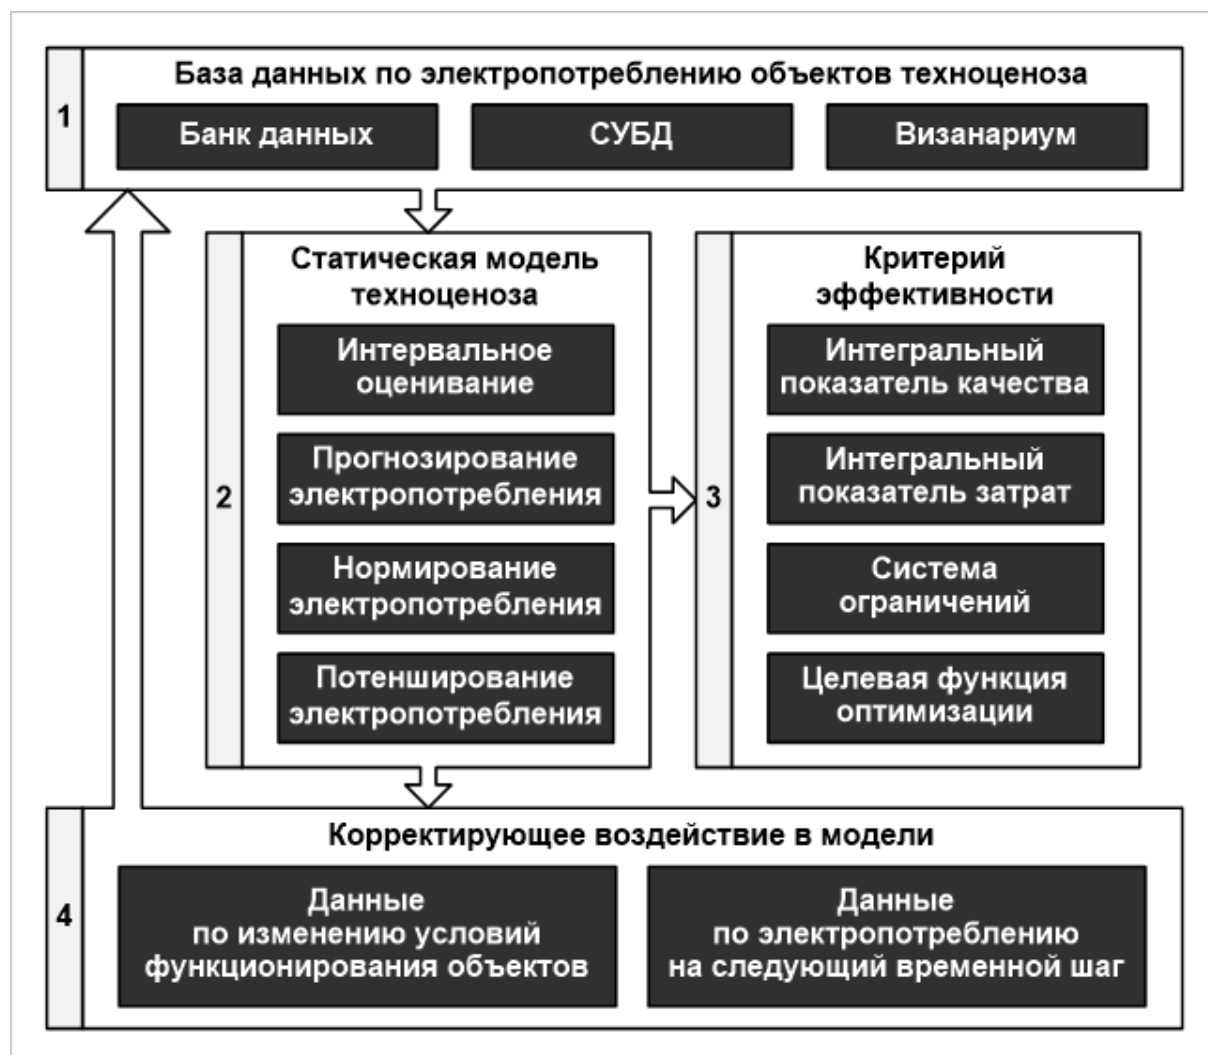 1
База данных по электропотреблению объектов техноценоза
Банк данных
СУБД
Визанариум
2
Статическая модель
техноценоза
Интервальное
оценивание
Прогнозирование
электропотребления
Нормирование
электропотребления
Потенширование
электропотребления
3
Критерий
эффективности
Интегральный
показатель качества
Интегральный
показатель затрат
Система
ограничений
Целевая функция
оптимизации
4
Корректирующее воздействие в модели
Данные
по изменению условий
функционирования объектов
Данные
по электропотреблению
на следующий временной шаг